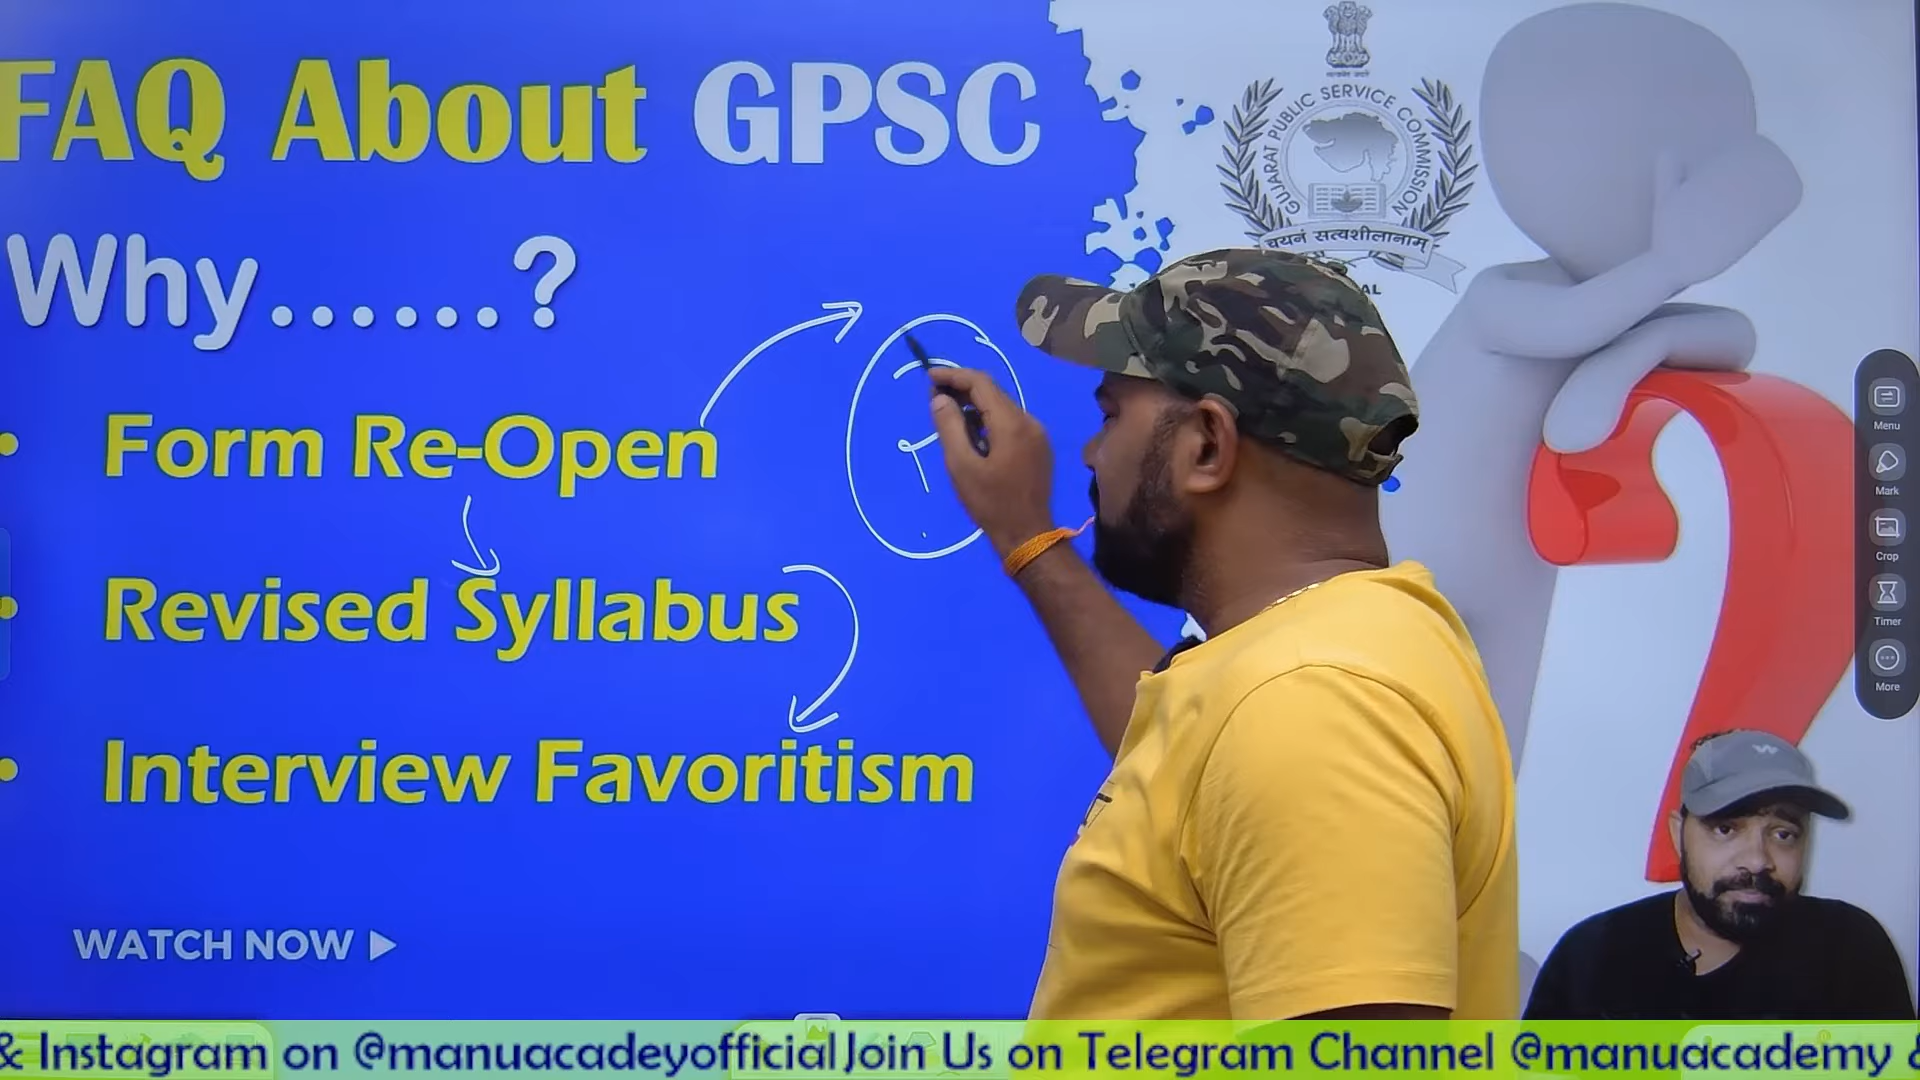 FAQ About GPSC
Why......?
• Form Re-Open
• Revised Syllabus
• Interview Favoritism
WATCH NOW
GUJARAT PUBLIC SERVICE COMMISSION
चयनं सत्यशीलानाम्
AL
Menu
Mark
Crop
Timer
More
& Instagram on @manuacadeyofficial Join Us on Telegram Channel @manuacademy &